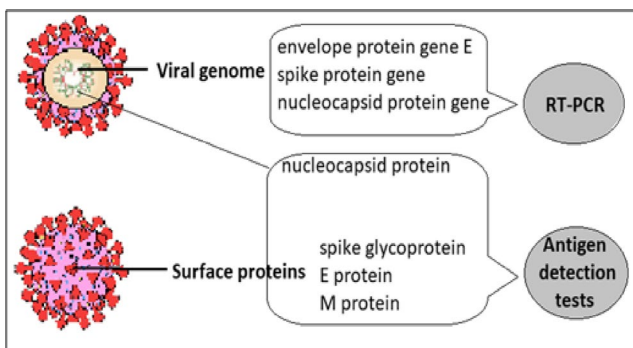 Viral genome
envelope protein gene E
spike protein gene
nucleocapsid protein gene
RT-PCR
nucleocapsid protein
Surface proteins
spike glycoprotein
E protein
M protein
Antigen
detection
tests